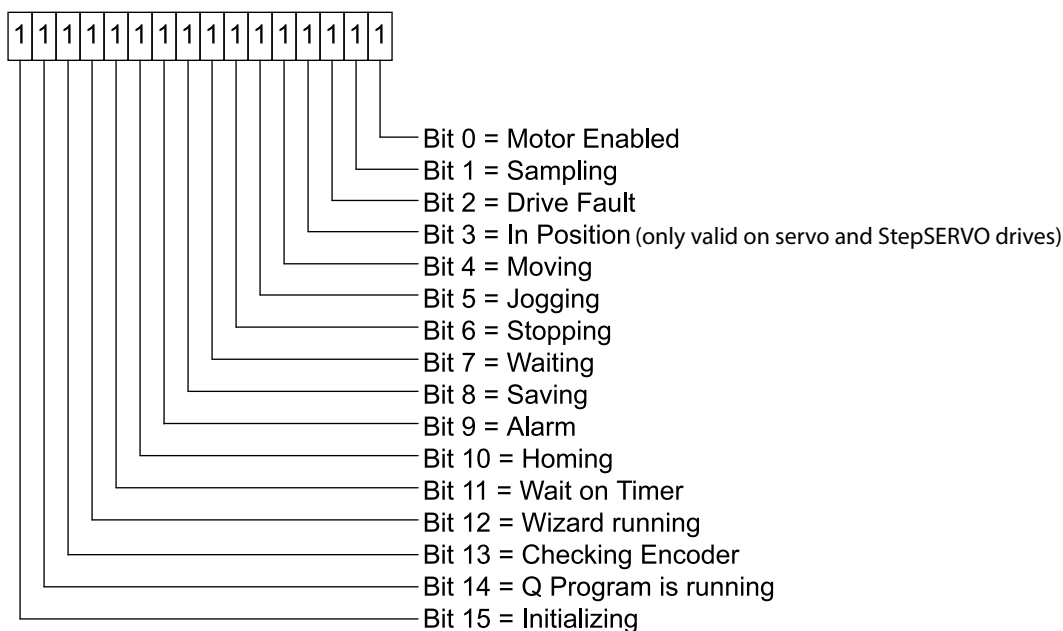 1 1 1 1 1 1 1 1 1 1 1 1 1 1 1 1
Bit 0 = Motor Enabled
Bit 1 = Sampling
Bit 2 = Drive Fault
Bit 3 = In Position (only valid on servo and StepSERVO drives)
Bit 4 = Moving
Bit 5 = Jogging
Bit 6 = Stopping
Bit 7 = Waiting
Bit 8 = Saving
Bit 9 = Alarm
Bit 10 = Homing
Bit 11 = Wait on Timer
Bit 12 = Wizard running
Bit 13 = Checking Encoder
Bit 14 = Q Program is running
Bit 15 = Initializing